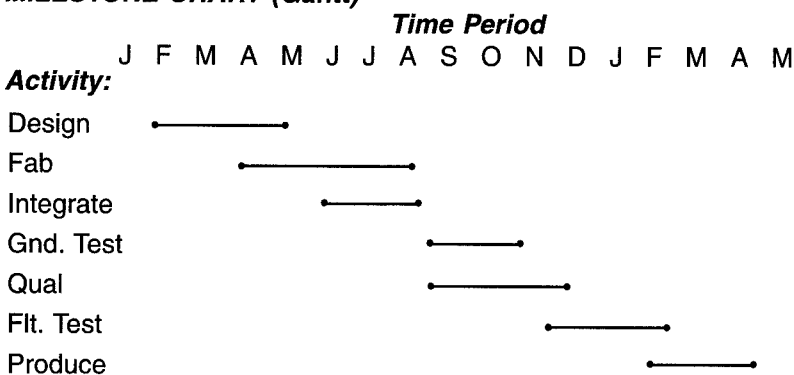 MILESTONE CHART (Gantt)
Time Period
J F M A M J J A S O N D J F M A M
Activity:
Design
Fab
Integrate
Gnd. Test
Qual
Flt. Test
Produce